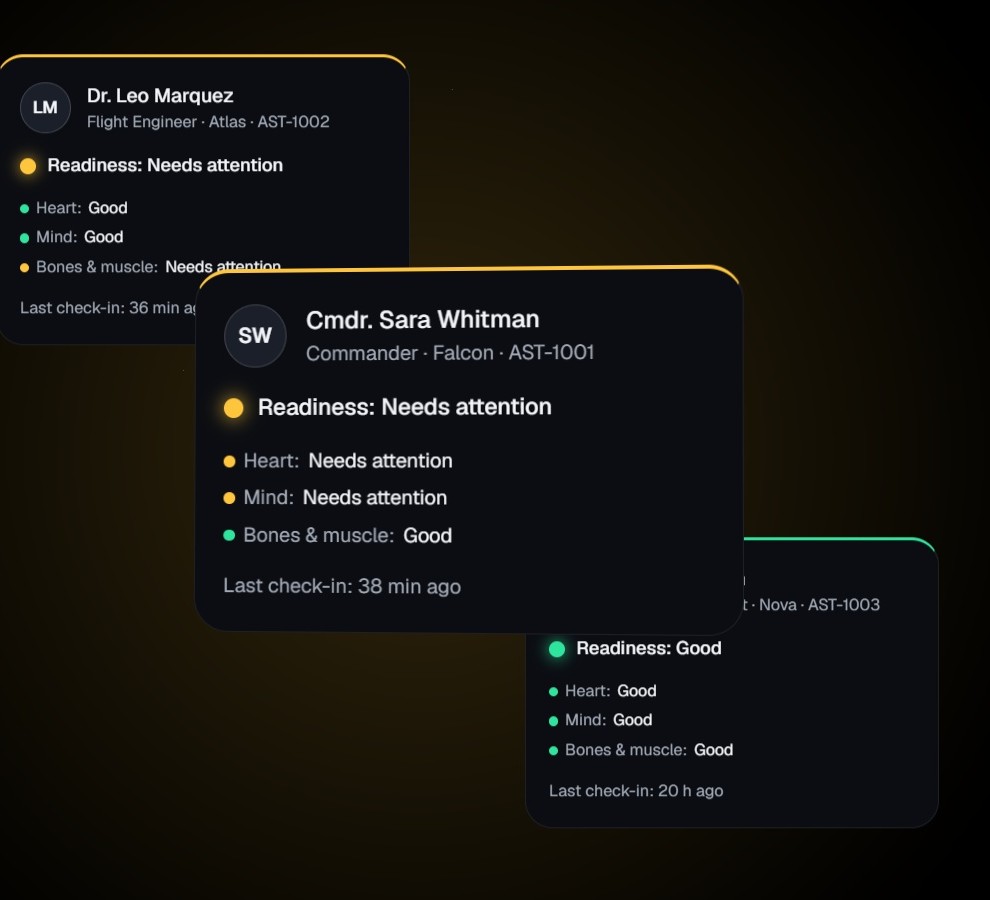 LM
Dr. Leo Marquez
Flight Engineer · Atlas · AST-1002
Readiness: Needs attention
Heart: Good
Mind: Good
Bones & muscle: Needs attention
Last check-in: 36 min
SW
Cmdr. Sara Whitman
Commander · Falcon · AST-1001
Readiness: Needs attention
Heart: Needs attention
Mind: Needs attention
Bones & muscle: Good
Last check-in: 38 min ago
· Nova · AST-1003
Readiness: Good
Heart: Good
Mind: Good
Bones & muscle: Good
Last check-in: 20 h ago